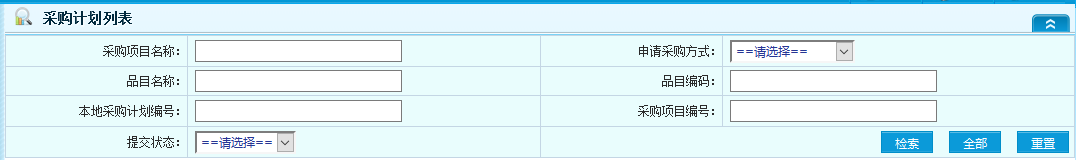 采购计划列表
采购项目名称： 申请采购方式： ==请选择==
品目名称： 品目编码：
本地采购计划编号： 采购项目编号：
提交状态： ==请选择== 检索 全部 重置